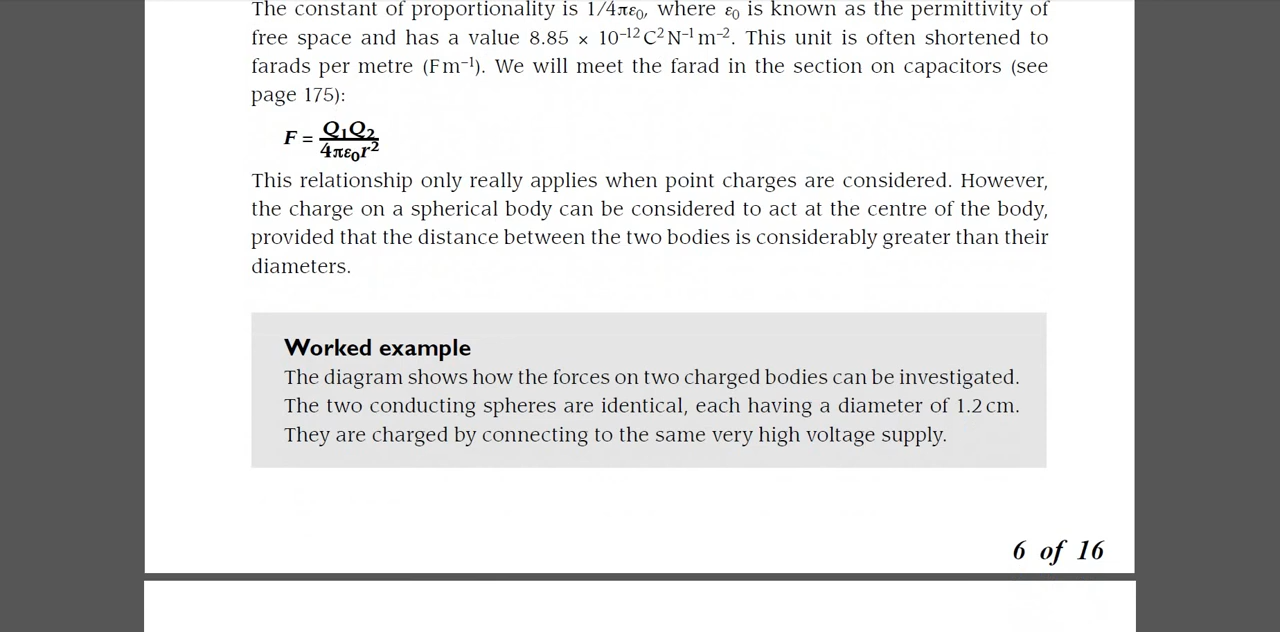 The constant of proportionality is 1/4πε₀, where ε₀ is known as the permittivity of
free space and has a value 8.85 × 10⁻¹² C² N⁻¹ m⁻². This unit is often shortened to
farads per metre (F m⁻¹). We will meet the farad in the section on capacitors (see
page 175):
F = Q₁Q₂ / 4πε₀r²
This relationship only really applies when point charges are considered. However,
the charge on a spherical body can be considered to act at the centre of the body,
provided that the distance between the two bodies is considerably greater than their
diameters.
Worked example
The diagram shows how the forces on two charged bodies can be investigated.
The two conducting spheres are identical, each having a diameter of 1.2 cm.
They are charged by connecting to the same very high voltage supply.
6 of 16